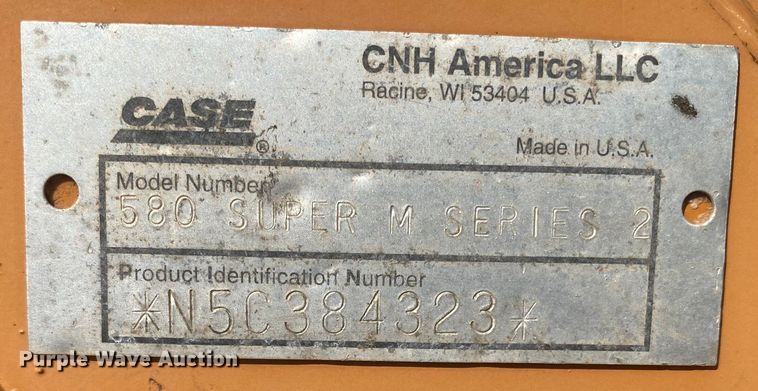 CNH America LLC
Racine, WI 53404 U.S.A.
CASE
®
Made in U.S.A.
Model Number
580 SUPER M SERIES 2
Product Identification Number
*N5C384323*
Purple Wave Auction